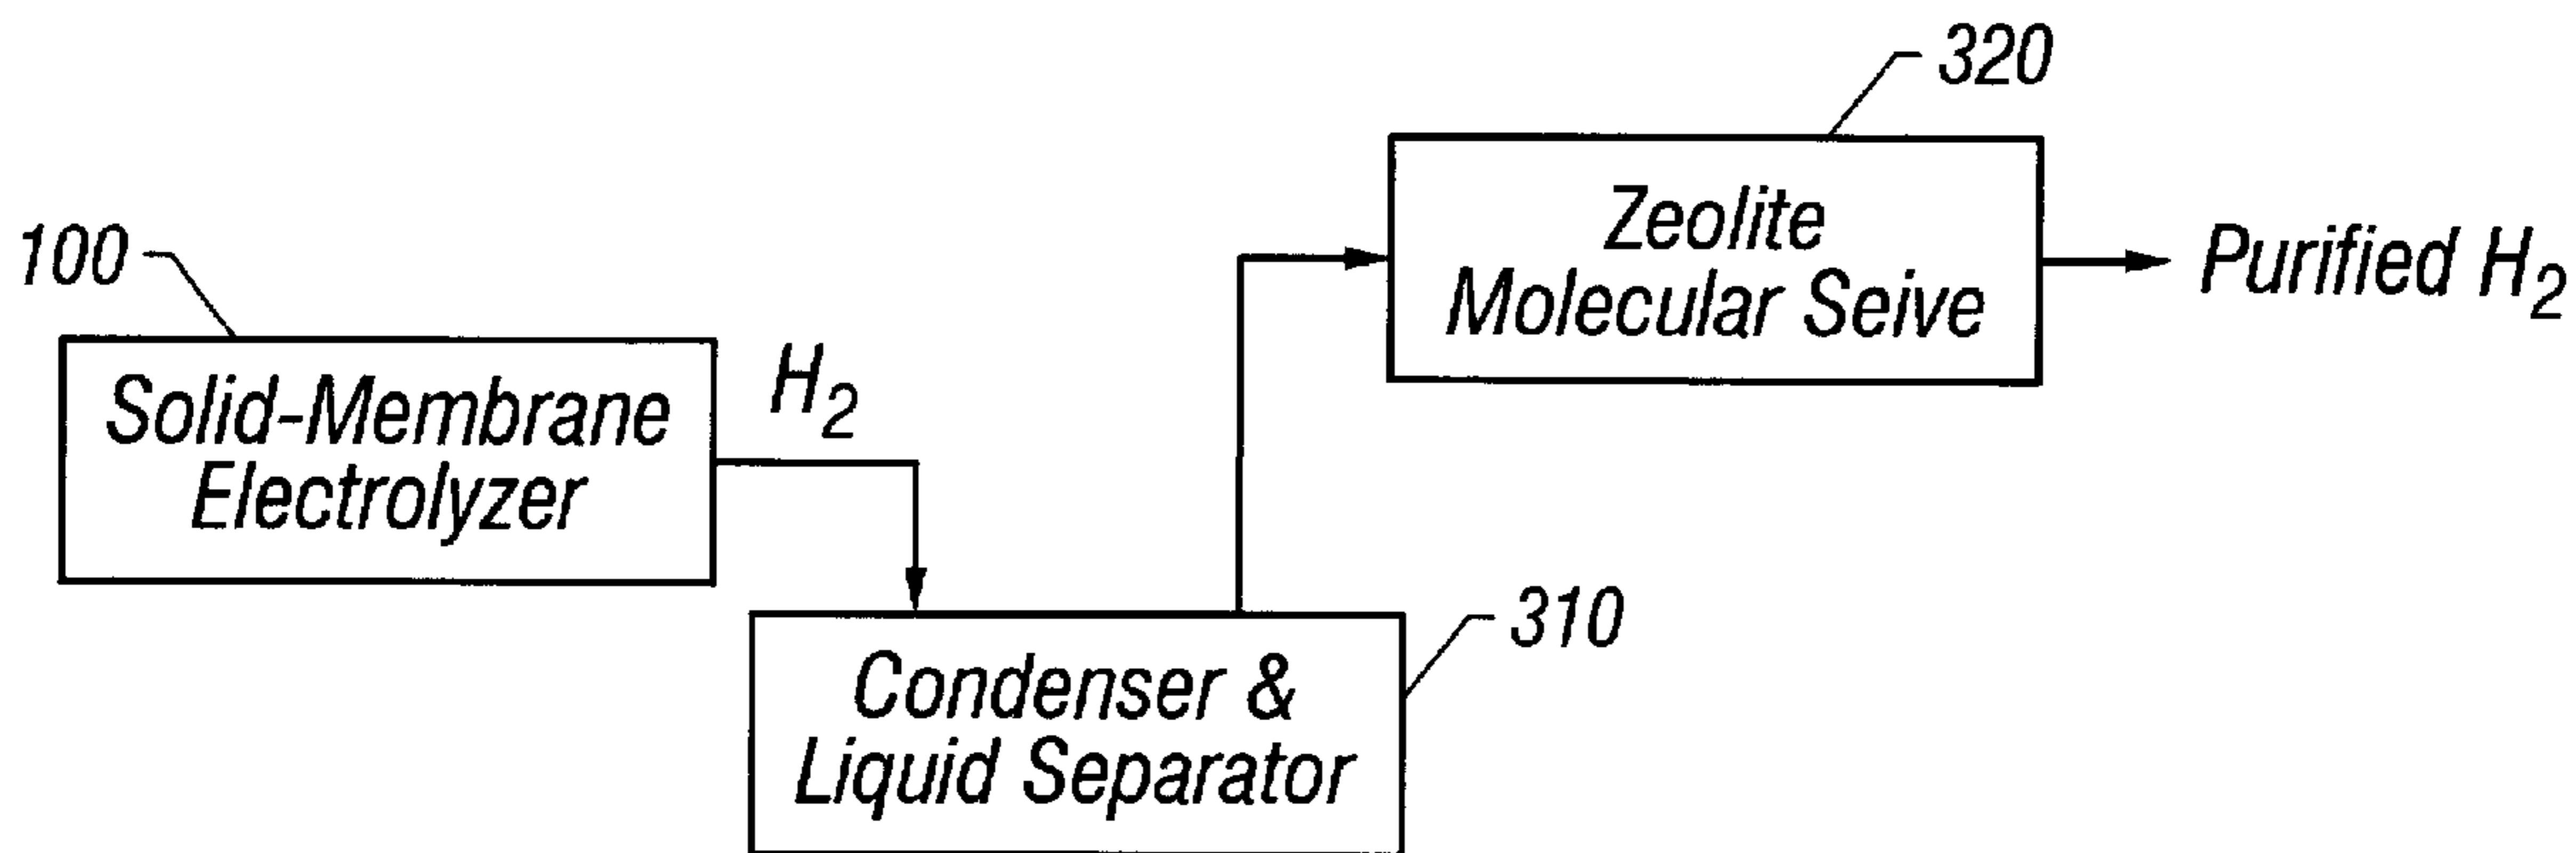 320
Zeolite
Molecular Seive
Purified H₂
100
Solid-Membrane
Electrolyzer
H₂
310
Condenser &
Liquid Separator